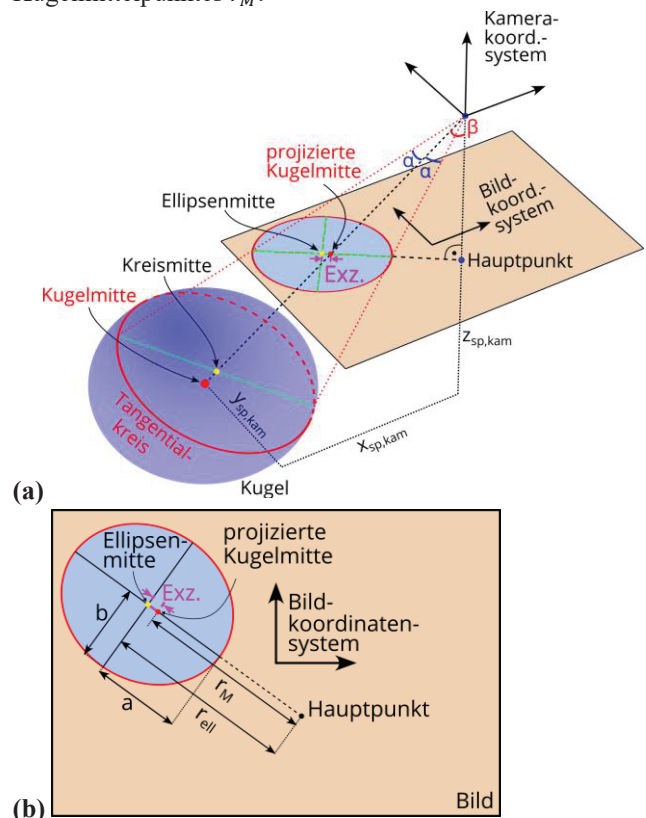 Kugelmittelpunktes r_M.
Kamera-
koord.-
system
β
α
α
projizierte
Kugelmitte
Ellipsenmitte
Bild-
koord.-
system
Kreismitte
Exz.
Hauptpunkt
Kugelmitte
z_sp,kam
y_sp,kam
Tangential-
kreis
x_sp,kam
Kugel
(a)
Ellipsen-
mitte
projizierte
Kugelmitte
Exz.
b
Bild-
koordinaten-
system
r_M
a
r_ell
Hauptpunkt
Bild
(b)